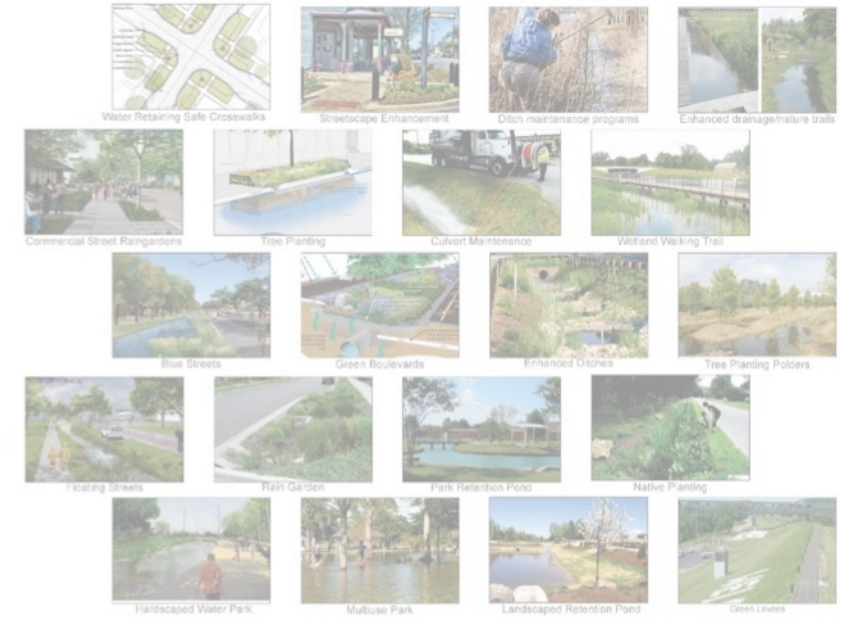 Water Retaining Safe Crosswalks
Streetscape Enhancement
Ditch maintenance programs
Enhanced drainage/nature trails
Commercial Street Raingardens
Tree Planting
Culvert Maintenance
Wetland Walking Trail
Blue Streets
Green Boulevards
Enhanced Ditches
Tree Planting Polders
Floating Streets
Rain Garden
Park Retention Pond
Native Planting
Hardscaped Water Park
Multiuse Park
Landscaped Retention Pond
Green Levees